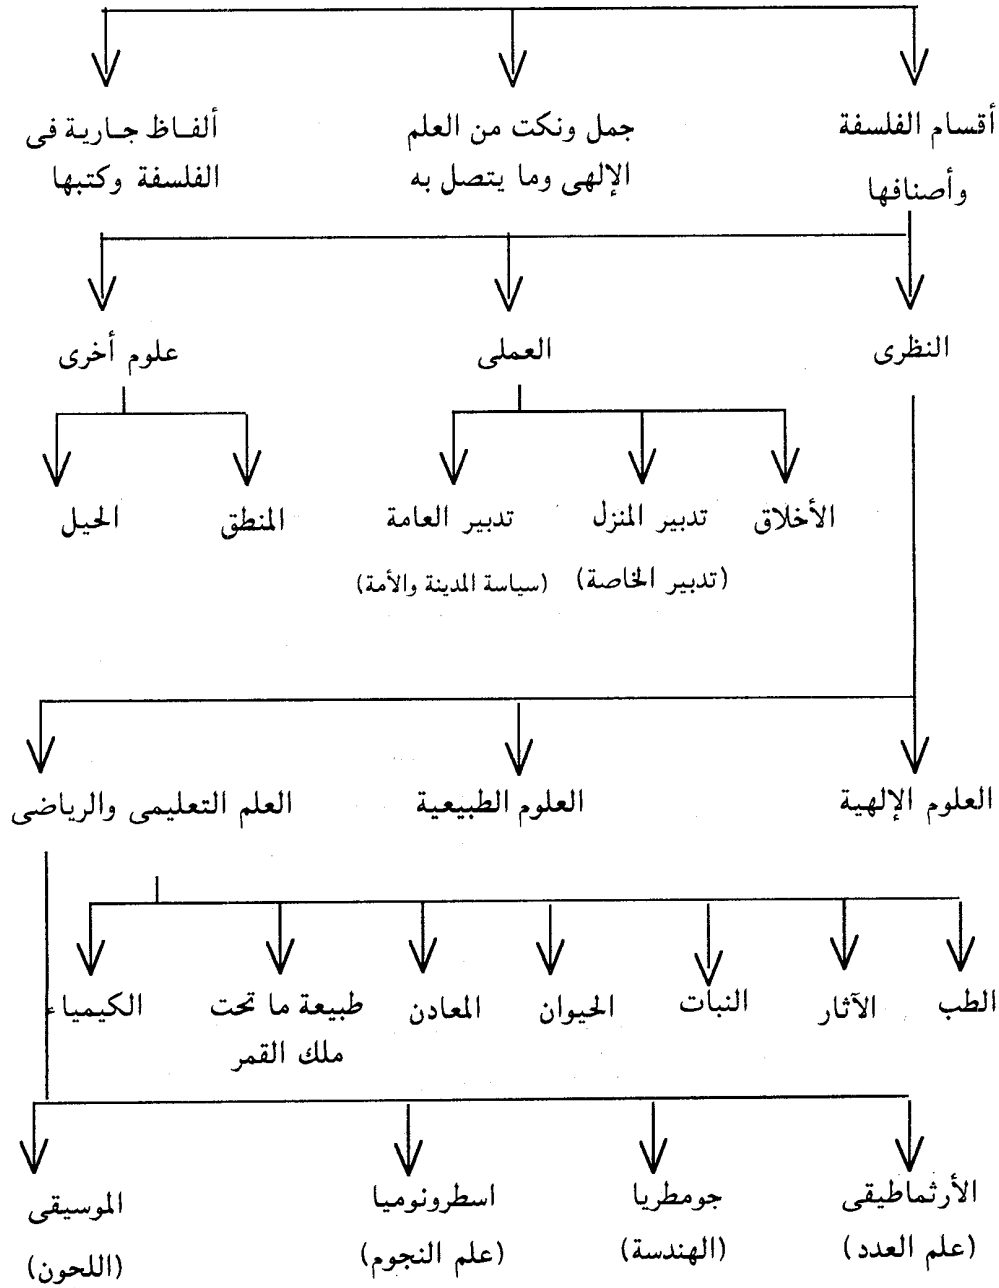 أقسام الفلسفة
وأصنافها
جمل ونكت من العلم
الإلهى وما يتصل به
ألفاظ جارية فى
الفلسفة وكتبها
النظرى
العملى
علوم أخرى
الأخلاق
تدبير المنزل
(تدبير الخاصة)
تدبير العامة
(سياسة المدينة والأمة)
المنطق
الحيل
العلوم الإلهية
العلوم الطبيعية
العلم التعليمى والرياضى
الطب
الآثار
النبات
الحيوان
المعادن
طبيعة ما تحت
ملك القمر
الكيمياء
الأرثماطيقى
(علم العدد)
جومطريا
(الهندسة)
اسطرونوميا
(علم النجوم)
الموسيقى
(اللحون)